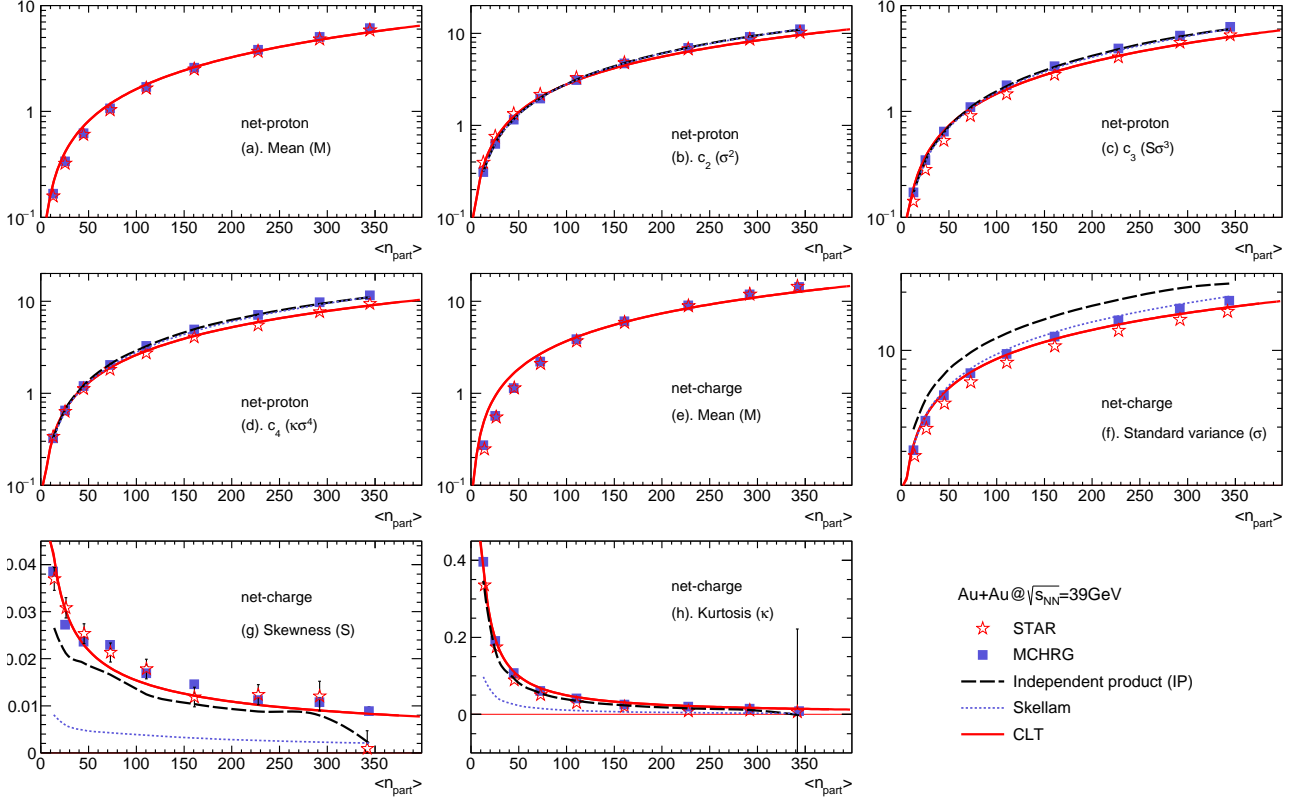 10
1
10⁻¹
net-proton
(a). Mean (M)
0 50 100 150 200 250 300 350
<n_part>
10
1
10⁻¹
net-proton
(b). c₂ (σ²)
0 50 100 150 200 250 300 350
<n_part>
10
1
10⁻¹
net-proton
(c) c₃ (Sσ³)
0 50 100 150 200 250 300 350
<n_part>
10
1
10⁻¹
net-proton
(d). c₄ (κσ⁴)
0 50 100 150 200 250 300 350
<n_part>
10
1
10⁻¹
net-charge
(e). Mean (M)
0 50 100 150 200 250 300 350
<n_part>
10
net-charge
(f). Standard variance (σ)
0 50 100 150 200 250 300 350
<n_part>
0.04
0.03
0.02
0.01
0
net-charge
(g) Skewness (S)
0 50 100 150 200 250 300 350
<n_part>
0.4
0.2
0
net-charge
(h). Kurtosis (κ)
0 50 100 150 200 250 300 350
<n_part>
Au+Au@√s_NN=39GeV
STAR
MCHRG
Independent product (IP)
Skellam
CLT